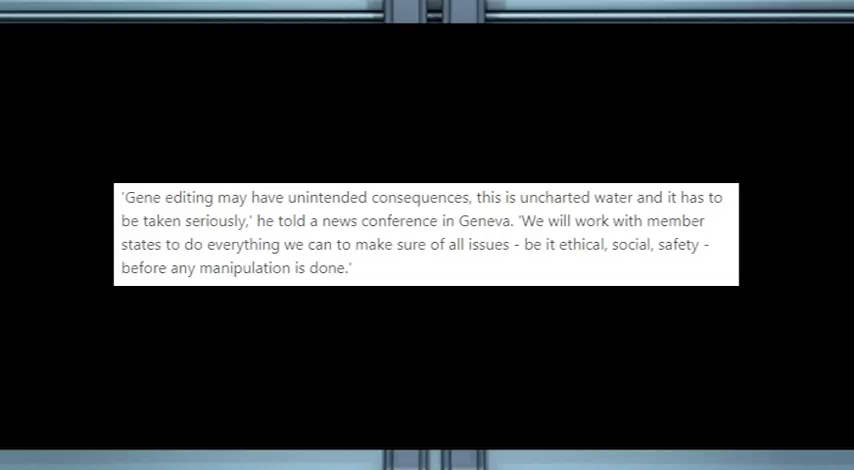 'Gene editing may have unintended consequences, this is uncharted water and it has to
be taken seriously,' he told a news conference in Geneva. 'We will work with member
states to do everything we can to make sure of all issues - be it ethical, social, safety -
before any manipulation is done.'